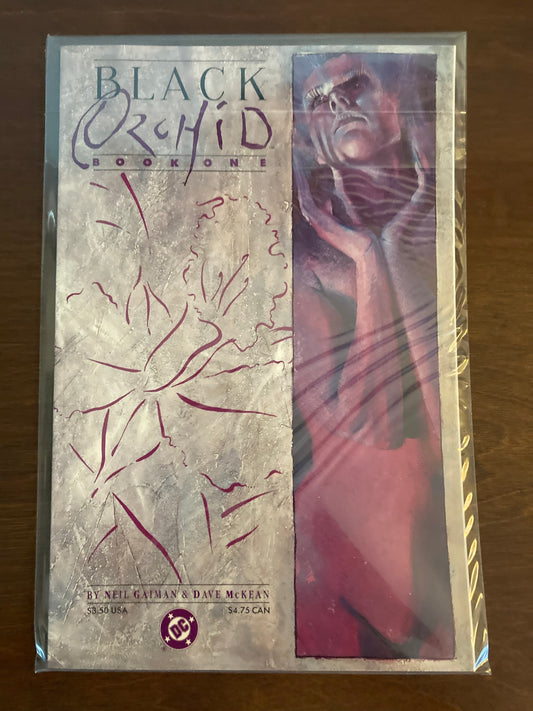 BLACK
ORCHiD
BOOK ONE
BY NEIL GAIMAN & DAVE McKEAN
$3.50 USA $4.75 CAN
DC